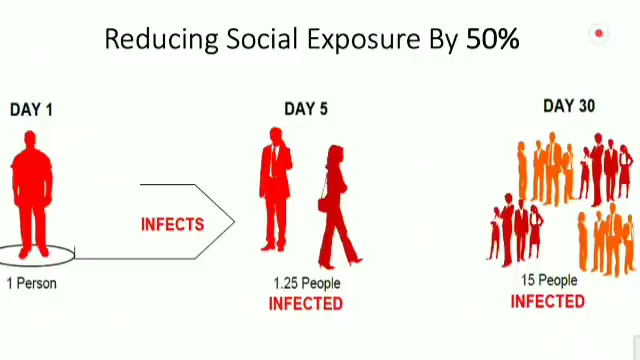 Reducing Social Exposure By 50%
DAY 1
DAY 5
DAY 30
INFECTS
1 Person
1.25 People
INFECTED
15 People
INFECTED